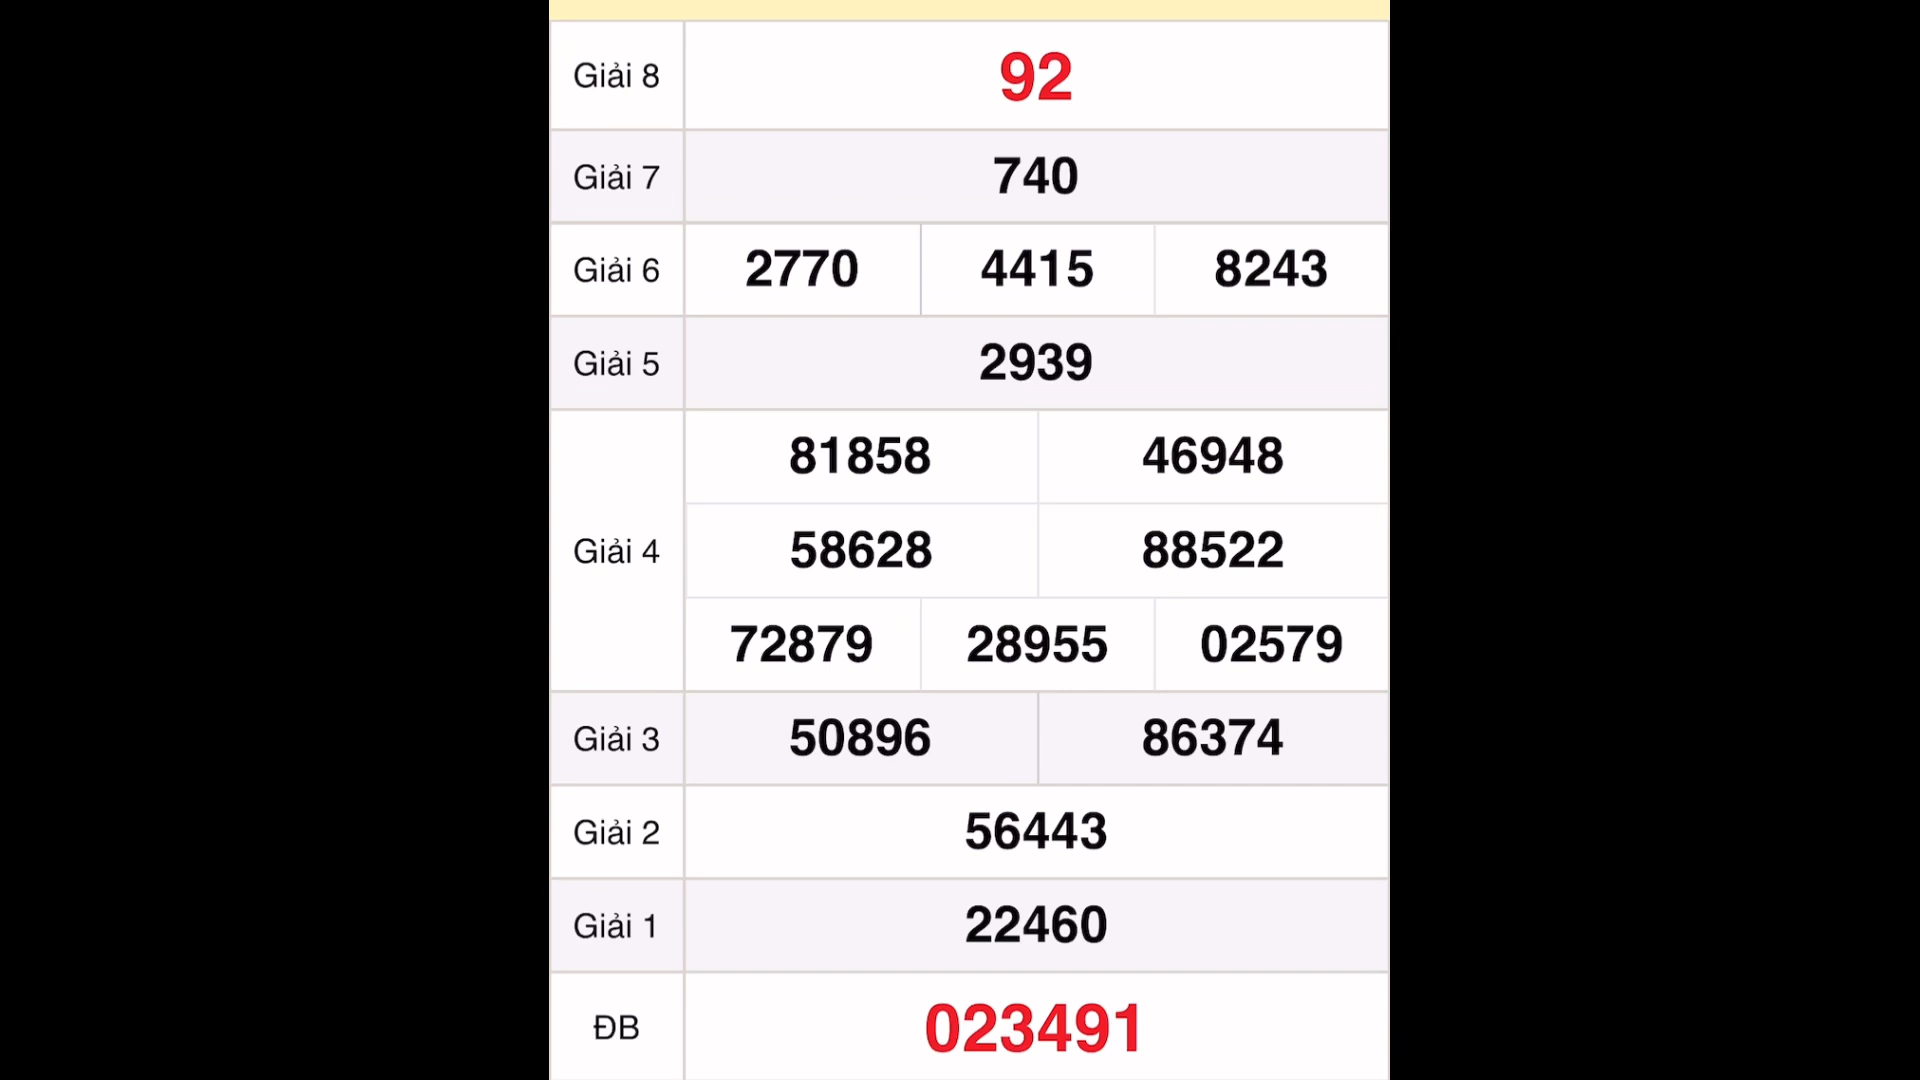 Giải 8 92
Giải 7 740
Giải 6 2770 4415 8243
Giải 5 2939
81858 46948
Giải 4 58628 88522
72879 28955 02579
Giải 3 50896 86374
Giải 2 56443
Giải 1 22460
ĐB 023491